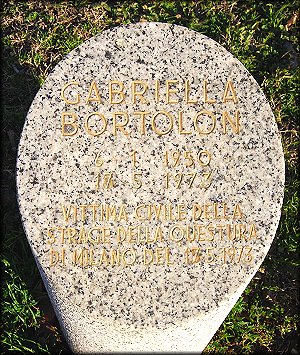 GABRIELLA
BORTOLON
6 1 1950
17 5 1973
VITTIMA CIVILE DELLA
STRAGE DELLA QUESTURA
DI MILANO DEL 17.5.1973